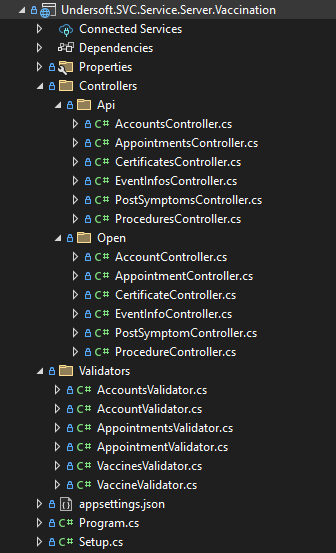 Undersoft.SVC.Service.Server.Vaccination
Connected Services
Dependencies
Properties
Controllers
Api
C# AccountsController.cs
C# AppointmentsController.cs
C# CertificatesController.cs
C# EventInfosController.cs
C# PostSymptomsController.cs
C# ProceduresController.cs
Open
C# AccountController.cs
C# AppointmentController.cs
C# CertificateController.cs
C# EventInfoController.cs
C# PostSymptomController.cs
C# ProcedureController.cs
Validators
C# AccountsValidator.cs
C# AccountValidator.cs
C# AppointmentsValidator.cs
C# AppointmentValidator.cs
C# VaccinesValidator.cs
C# VaccineValidator.cs
appsettings.json
C# Program.cs
C# Setup.cs